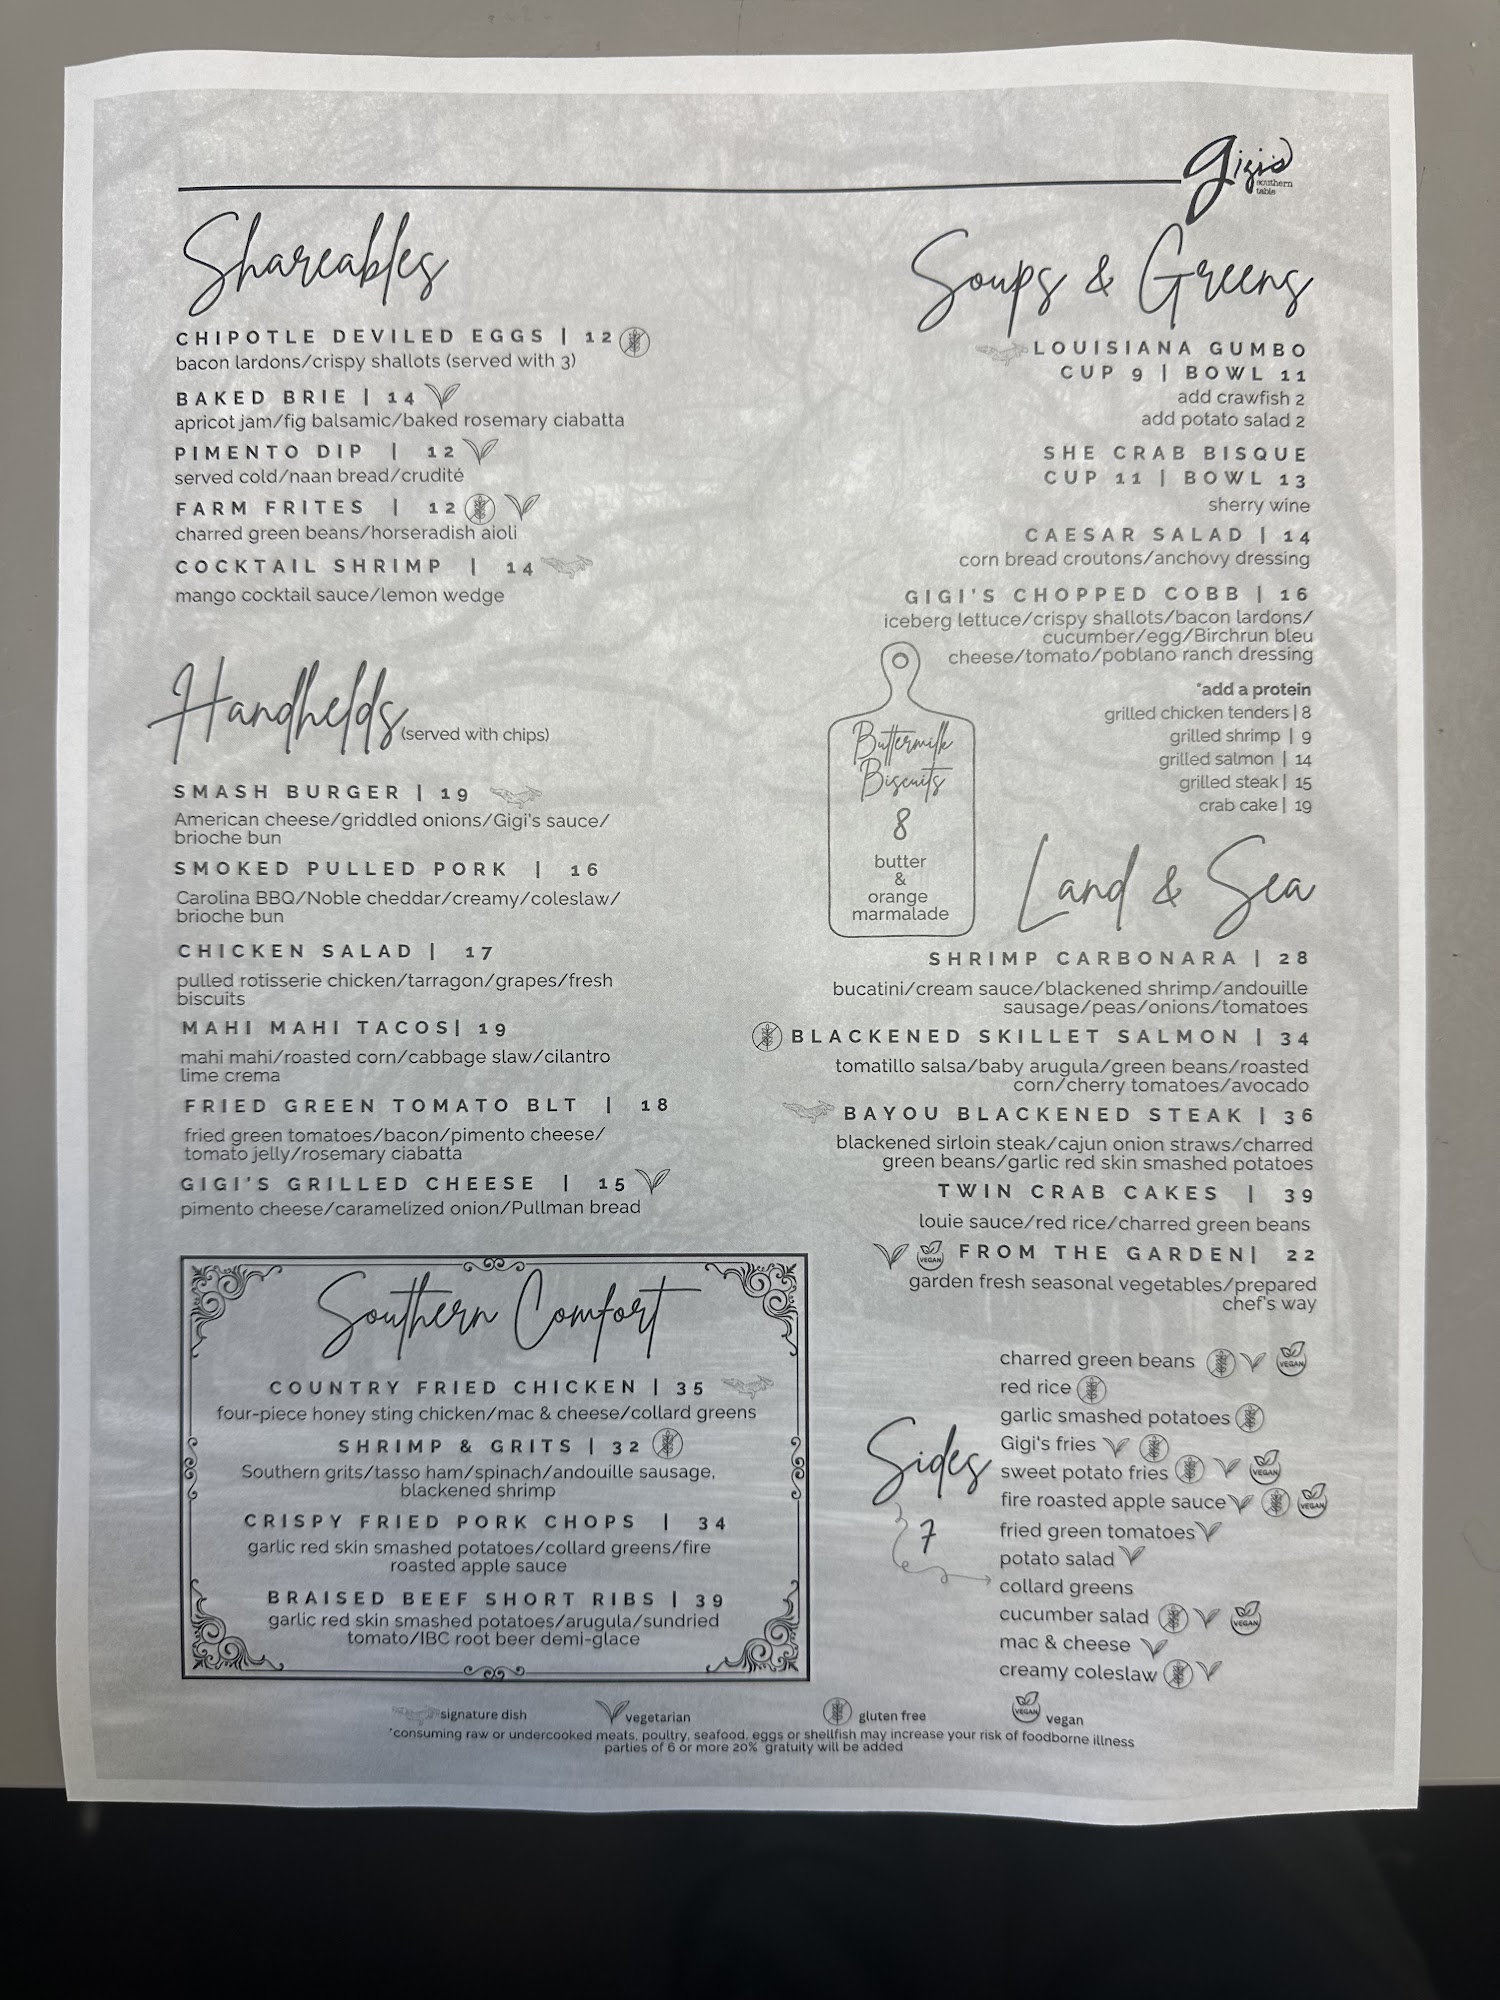 gigis
southern
table
Shareables
CHIPOTLE DEVILED EGGS | 12
bacon lardons/crispy shallots (served with 3)
BAKED BRIE | 14
apricot jam/fig balsamic/baked rosemary ciabatta
PIMENTO DIP | 12
served cold/naan bread/crudité
FARM FRITES | 12
charred green beans/horseradish aioli
COCKTAIL SHRIMP | 14
mango cocktail sauce/lemon wedge
Handhelds (served with chips)
SMASH BURGER | 19
American cheese/griddled onions/Gigi's sauce/
brioche bun
SMOKED PULLED PORK | 16
Carolina BBQ/Noble cheddar/creamy/coleslaw/
brioche bun
CHICKEN SALAD | 17
pulled rotisserie chicken/tarragon/grapes/fresh
biscuits
MAHI MAHI TACOS| 19
mahi mahi/roasted corn/cabbage slaw/cilantro
lime crema
FRIED GREEN TOMATO BLT | 18
fried green tomatoes/bacon/pimento cheese/
tomato jelly/rosemary ciabatta
GIGI'S GRILLED CHEESE | 15
pimento cheese/caramelized onion/Pullman bread
Southern Comfort
COUNTRY FRIED CHICKEN | 35
four-piece honey sting chicken/mac & cheese/collard greens
SHRIMP & GRITS | 32
Southern grits/tasso ham/spinach/andouille sausage,
blackened shrimp
CRISPY FRIED PORK CHOPS | 34
garlic red skin smashed potatoes/collard greens/fire
roasted apple sauce
BRAISED BEEF SHORT RIBS | 39
garlic red skin smashed potatoes/arugula/sundried
tomato/IBC root beer demi-glace
Soups & Greens
LOUISIANA GUMBO
CUP 9 | BOWL 11
add crawfish 2
add potato salad 2
SHE CRAB BISQUE
CUP 11 | BOWL 13
sherry wine
CAESAR SALAD | 14
corn bread croutons/anchovy dressing
GIGI'S CHOPPED COBB | 16
iceberg lettuce/crispy shallots/bacon lardons/
cucumber/egg/Birchrun bleu
cheese/tomato/poblano ranch dressing
*add a protein
grilled chicken tenders | 8
grilled shrimp | 9
grilled salmon | 14
grilled steak | 15
crab cake | 19
Buttermilk
Biscuits
8
butter
&
orange
marmalade
Land & Sea
SHRIMP CARBONARA | 28
bucatini/cream sauce/blackened shrimp/andouille
sausage/peas/onions/tomatoes
BLACKENED SKILLET SALMON | 34
tomatillo salsa/baby arugula/green beans/roasted
corn/cherry tomatoes/avocado
BAYOU BLACKENED STEAK | 36
blackened sirloin steak/cajun onion straws/charred
green beans/garlic red skin smashed potatoes
TWIN CRAB CAKES | 39
louie sauce/red rice/charred green beans
VEGAN FROM THE GARDEN| 22
garden fresh seasonal vegetables/prepared
chef's way
Sides
7
charred green beans VEGAN
red rice
garlic smashed potatoes
Gigi's fries
sweet potato fries VEGAN
fire roasted apple sauce VEGAN
fried green tomatoes
potato salad
collard greens
cucumber salad VEGAN
mac & cheese
creamy coleslaw
signature dish vegetarian gluten free VEGAN vegan
*consuming raw or undercooked meats, poultry, seafood, eggs or shellfish may increase your risk of foodborne illness
parties of 6 or more 20% gratuity will be added